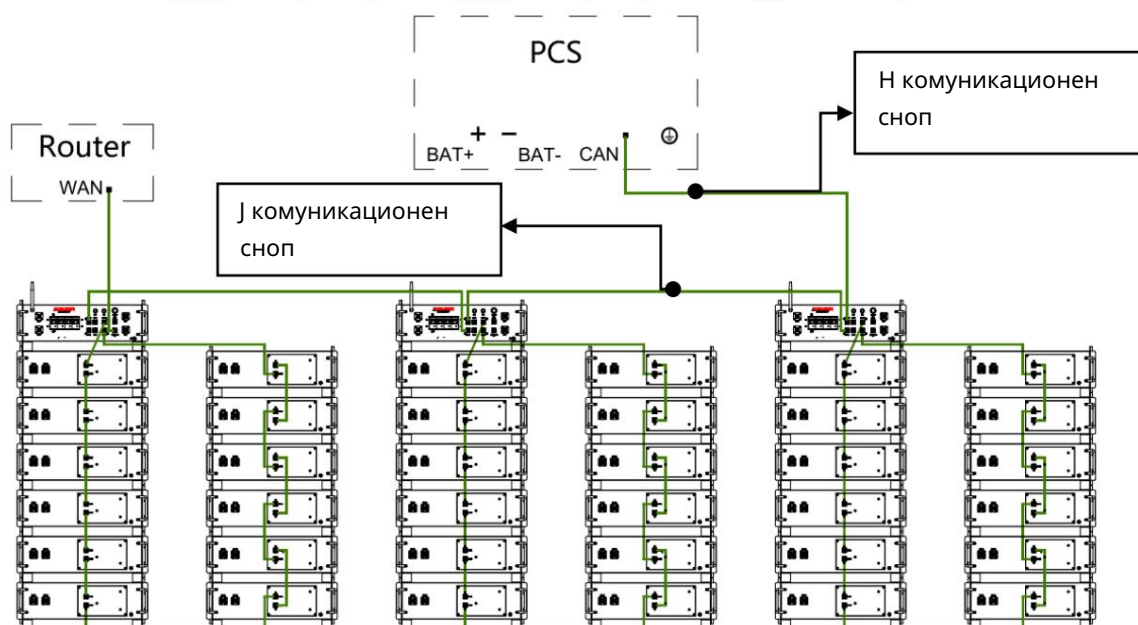 PCS
+ −
BAT+ BAT- CAN
Н комуникационен
сноп
Router
WAN
J комуникационен
сноп